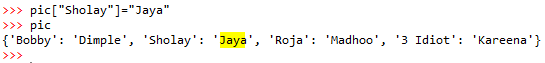 >>> pic["Sholay"]="Jaya"
>>> pic
{'Bobby': 'Dimple', 'Sholay': 'Jaya', 'Roja': 'Madhoo', '3 Idiot': 'Kareena'}
>>>